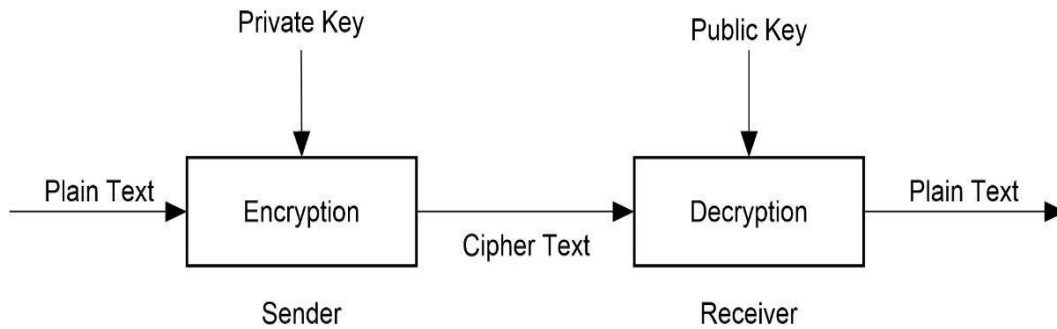 Private Key
Public Key
Plain Text
Encryption
Cipher Text
Decryption
Plain Text
Sender
Receiver